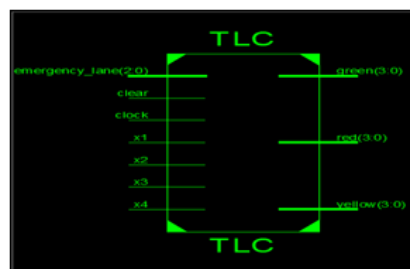 TLC
emergency_lane(2:0)
green(3:0)
clear
clock
x1
red(3:0)
x2
x3
x4
yellow(3:0)
TLC